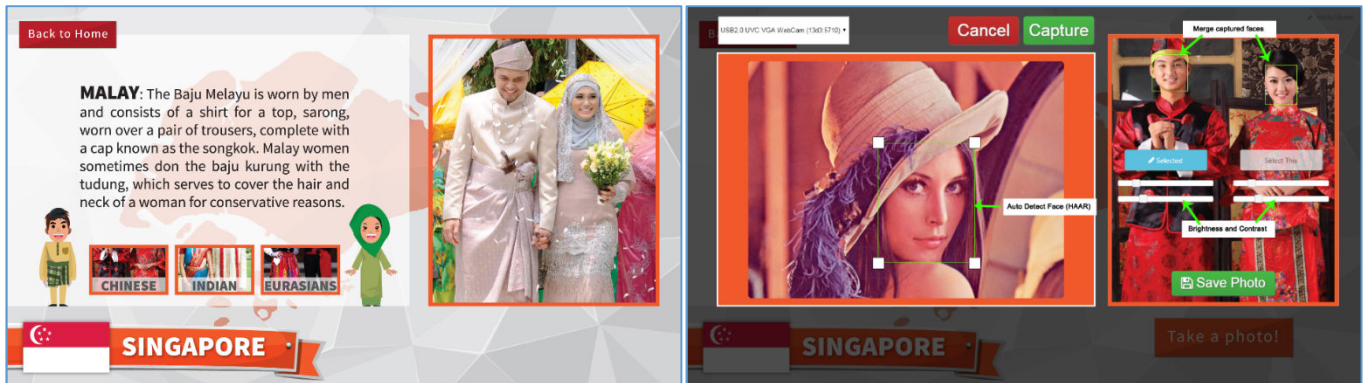 Back to Home
MALAY: The Baju Melayu is worn by men
and consists of a shirt for a top, sarong,
worn over a pair of trousers, complete with
a cap known as the songkok. Malay women
sometimes don the baju kurung with the
tudung, which serves to cover the hair and
neck of a woman for conservative reasons.
CHINESE
INDIAN
EURASIANS
SINGAPORE
USB2.0 UVC VGA WebCam (13d3:5710)
Cancel
Capture
Merge captured faces
Auto Detect Face (HAAR)
Selected
Select This
Brightness and Contrast
Save Photo
SINGAPORE
Take a photo!